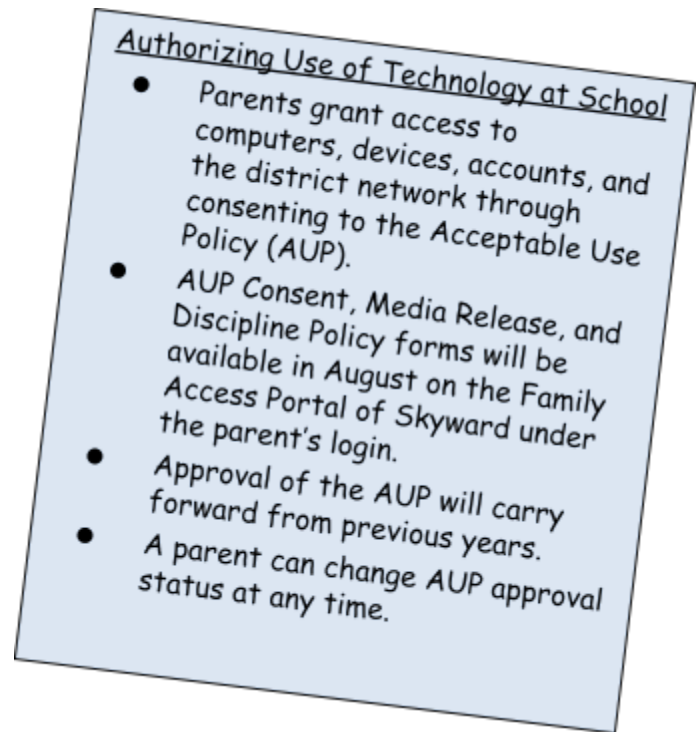 Authorizing Use of Technology at School
● Parents grant access to
computers, devices, accounts, and
the district network through
consenting to the Acceptable Use
Policy (AUP).
● AUP Consent, Media Release, and
Discipline Policy forms will be
available in August on the Family
Access Portal of Skyward under
the parent's login.
● Approval of the AUP will carry
forward from previous years.
● A parent can change AUP approval
status at any time.